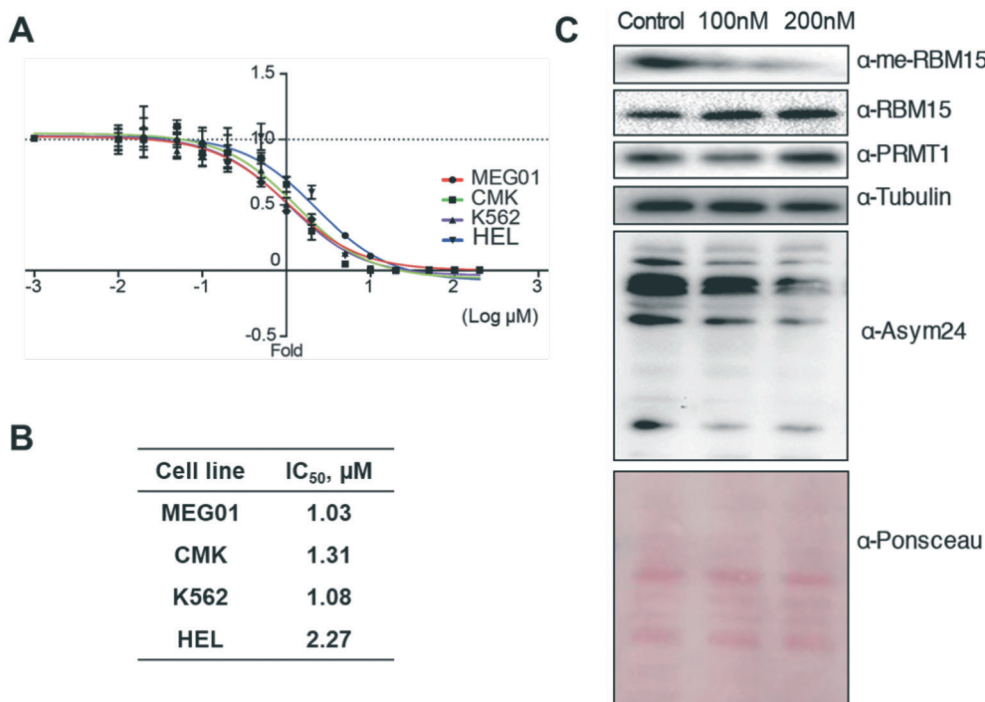 A
1.5
1.0
0.5
0
-0.5
-3
-2
-1
1
2
3
(Log μM)
Fold
MEG01
CMK
K562
HEL
B
Cell line IC50, μM
MEG01 1.03
CMK 1.31
K562 1.08
HEL 2.27
C
Control 100nM 200nM
α-me-RBM15
α-RBM15
α-PRMT1
α-Tubulin
α-Asym24
α-Ponsceau